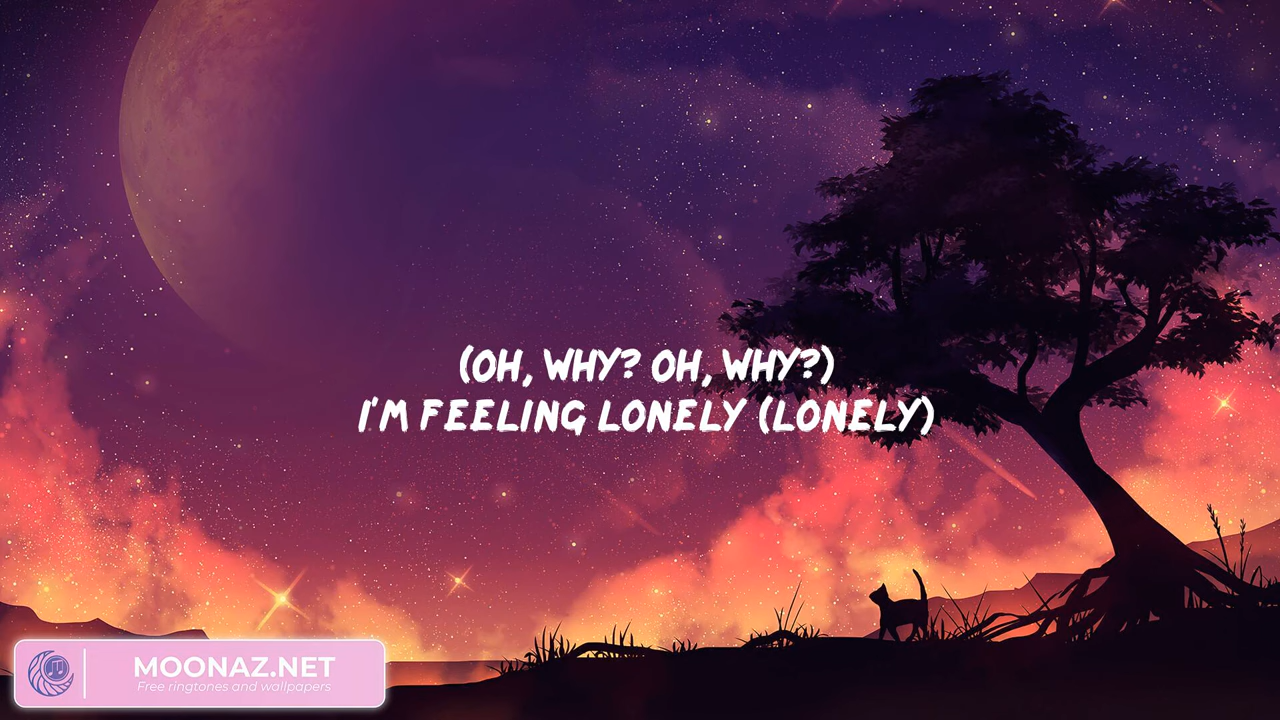 (OH, WHY? OH, WHY?)
I'M FEELING LONELY (LONELY)
MOONAZ.NET
Free ringtones and wallpapers